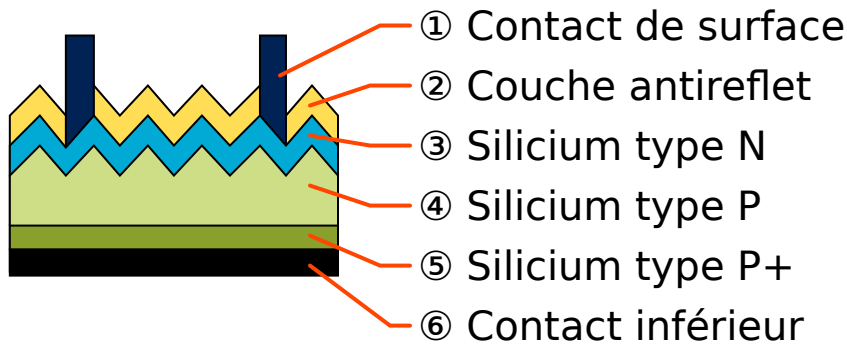 ① Contact de surface
② Couche antireflet
③ Silicium type N
④ Silicium type P
⑤ Silicium type P+
⑥ Contact inférieur